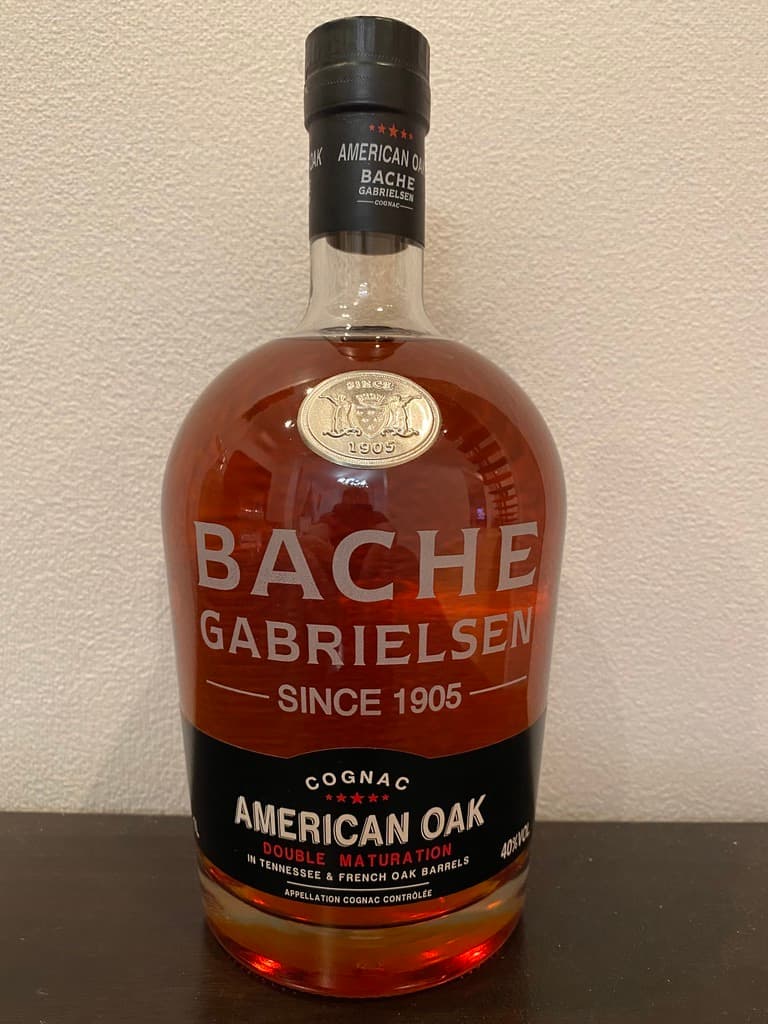 AMERICAN OA
BACHE
GABRIELSEN
COGNAC
SINCE
1905
BACHE
GABRIELSEN
SINCE 1905
COGNAC
AMERICAN OAK
DOUBLE MATURATION
IN TENNESSEE & FRENCH OAK BARRELS
40%VOL
APPELLATION COGNAC CONTRÔLÉE